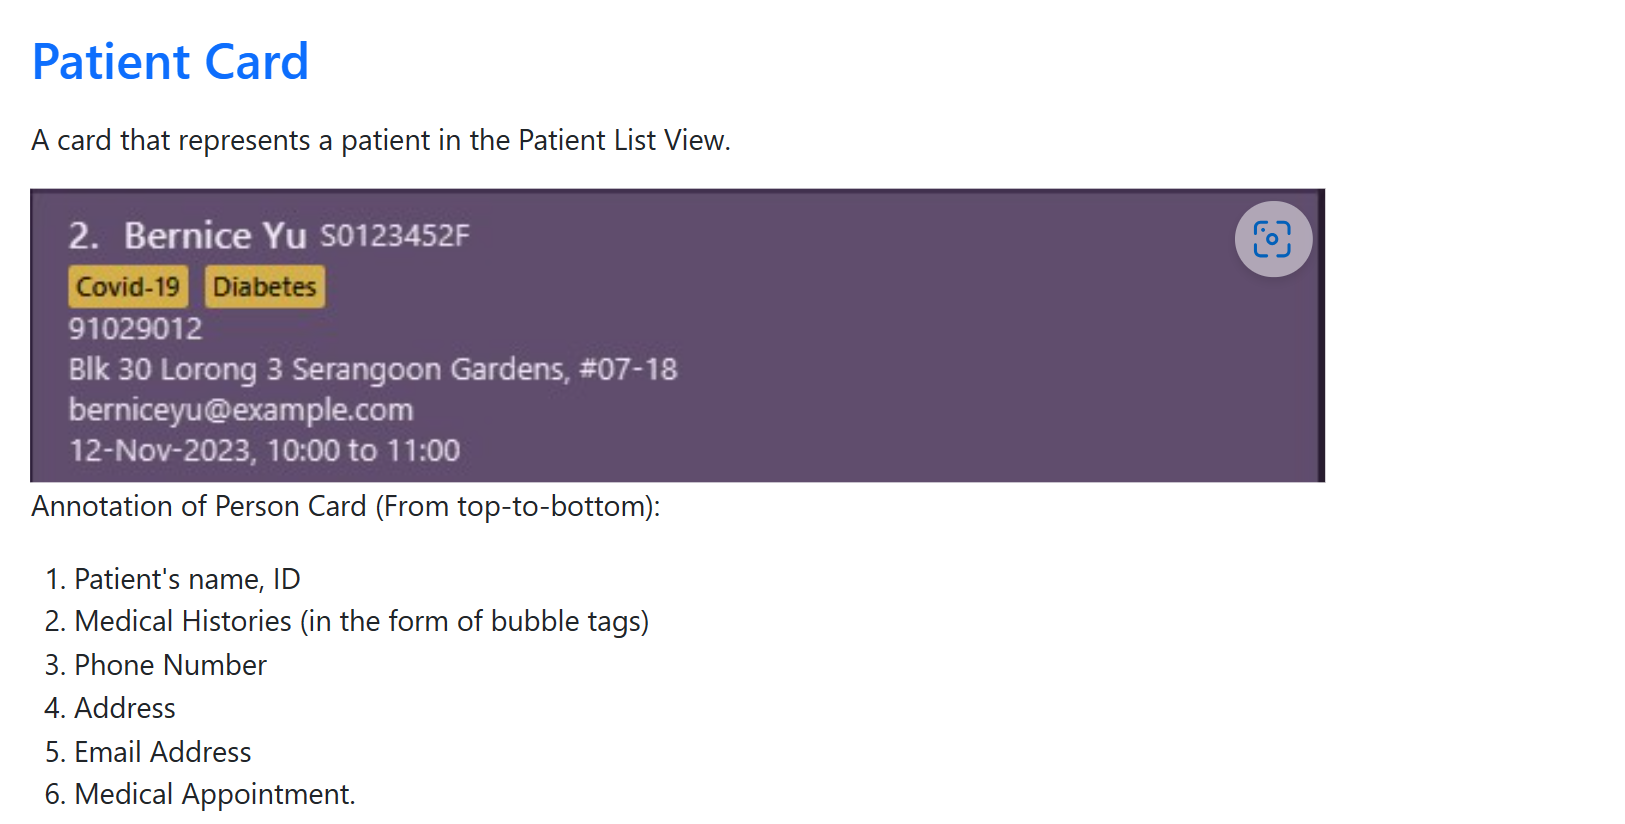 Patient Card
A card that represents a patient in the Patient List View.
2. Bernice Yu S0123452F
Covid-19 Diabetes
91029012
Blk 30 Lorong 3 Serangoon Gardens, #07-18
berniceyu@example.com
12-Nov-2023, 10:00 to 11:00
Annotation of Person Card (From top-to-bottom):
1. Patient's name, ID
2. Medical Histories (in the form of bubble tags)
3. Phone Number
4. Address
5. Email Address
6. Medical Appointment.